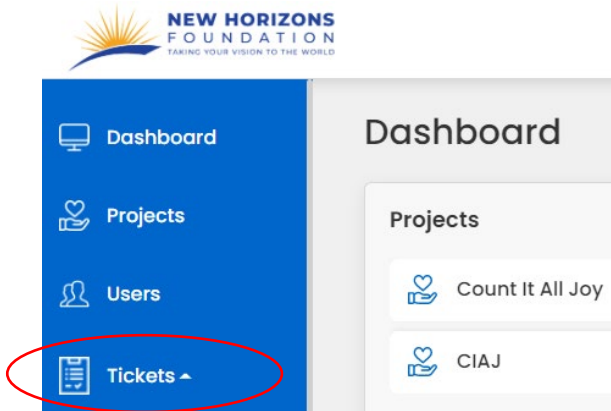 NEW HORIZONS
FOUNDATION
TAKING YOUR VISION TO THE WORLD
Dashboard
Projects
Users
Tickets
Dashboard
Projects
Count It All Joy
CIAJ